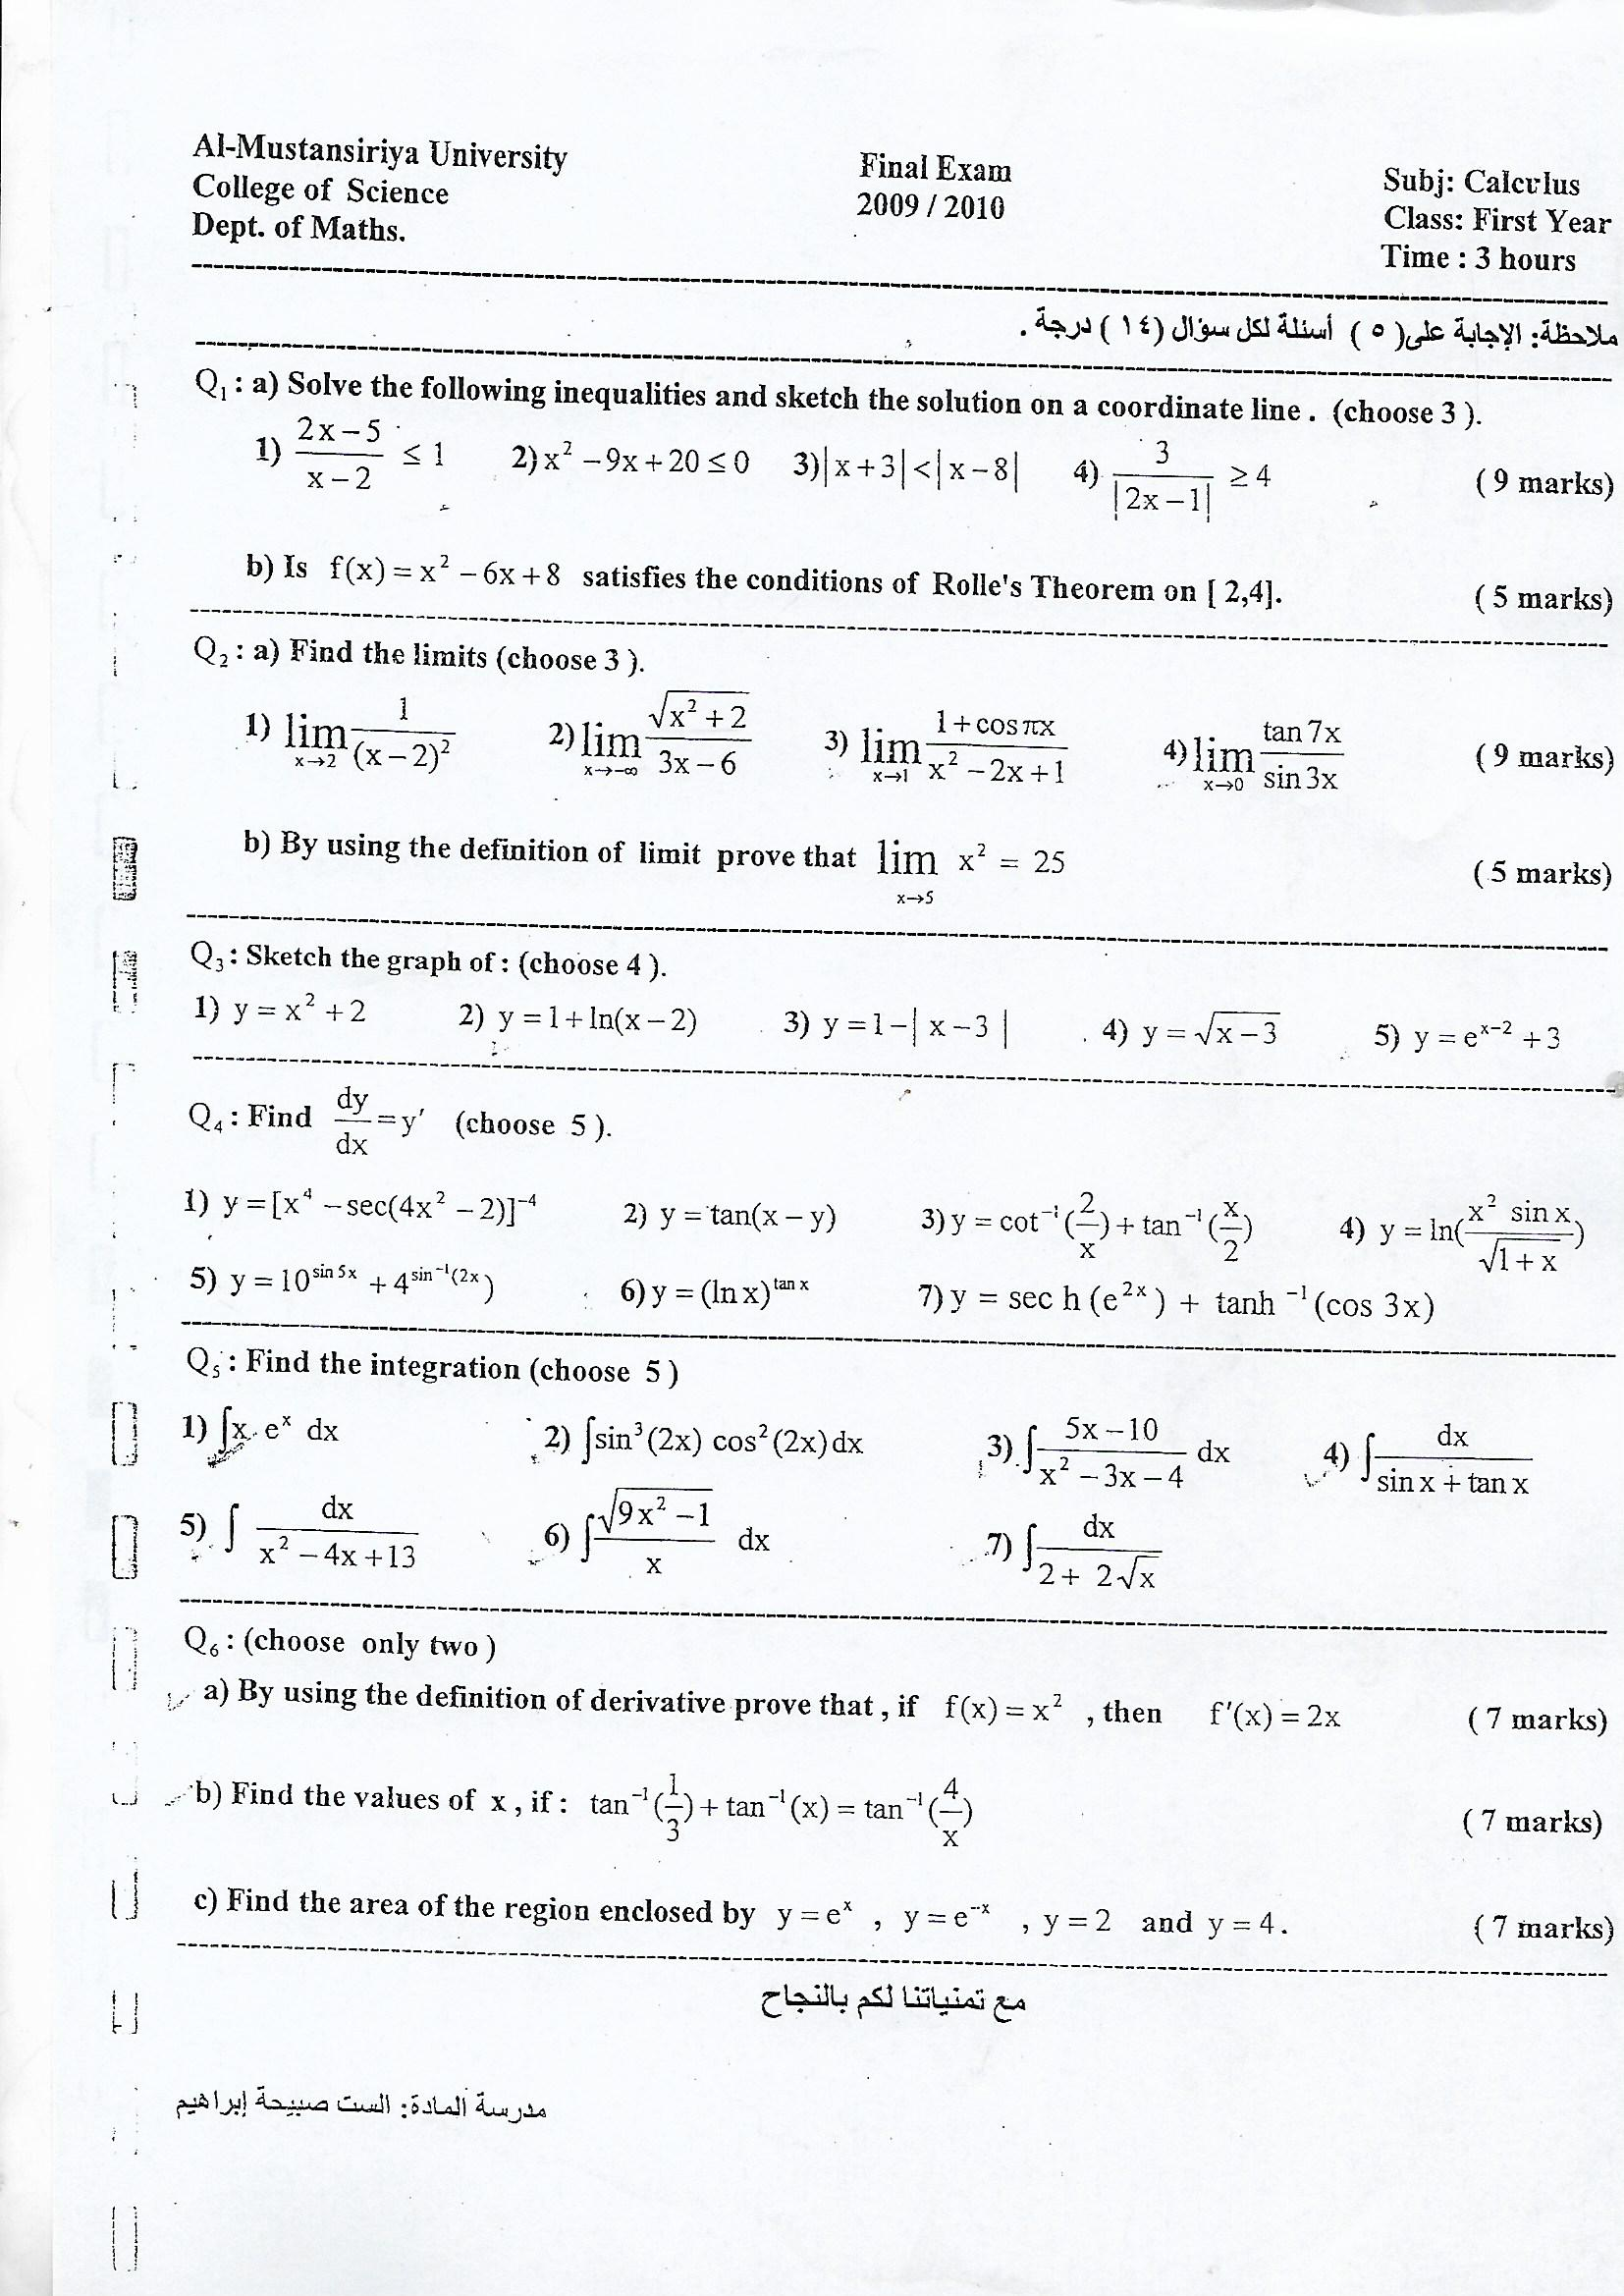 Al-Mustansiriya University
College of Science
Dept. of Maths.
Final Exam
2009 / 2010
Subj: Calculus
Class: First Year
Time : 3 hours
ملاحظة: الإجابة على( ٥ ) أسئلة لكل سؤال (١٤ ) درجة .
Q₁ : a) Solve the following inequalities and sketch the solution on a coordinate line . (choose 3 ).
1) (2x − 5)/(x − 2) ≤ 1 2) x² − 9x + 20 ≤ 0 3) |x + 3| < |x − 8| 4) 3/|2x − 1| ≥ 4 ( 9 marks)
b) Is f(x) = x² − 6x + 8 satisfies the conditions of Rolle's Theorem on [ 2,4]. ( 5 marks)
Q₂ : a) Find the limits (choose 3 ).
1) lim x→2 1/(x − 2)² 2) lim x→−∞ √(x² + 2)/(3x − 6) 3) lim x→1 (1 + cos πx)/(x² − 2x + 1) 4) lim x→0 tan 7x/sin 3x ( 9 marks)
b) By using the definition of limit prove that lim x→5 x² = 25 ( 5 marks)
Q₃ : Sketch the graph of : (choose 4 ).
1) y = x² + 2 2) y = 1 + ln(x − 2) 3) y = 1 − | x − 3 | 4) y = √(x − 3) 5) y = eˣ⁻² + 3
Q₄ : Find dy/dx = y′ (choose 5 ).
1) y = [x⁴ − sec(4x² − 2)]⁻⁴ 2) y = tan(x − y) 3) y = cot⁻¹(2/x) + tan⁻¹(x/2) 4) y = ln(x² sin x/√(1 + x))
5) y = 10^(sin 5x) + 4^(sin⁻¹(2x)) 6) y = (ln x)^(tan x) 7) y = sec h (e²ˣ) + tanh ⁻¹ (cos 3x)
Q₅ : Find the integration (choose 5 )
1) ∫x eˣ dx 2) ∫sin³(2x) cos²(2x) dx 3) ∫(5x − 10)/(x² − 3x − 4) dx 4) ∫dx/(sin x + tan x)
5) ∫ dx/(x² − 4x + 13) 6) ∫√(9x² − 1)/x dx 7) ∫dx/(2 + 2√x)
Q₆ : (choose only two )
a) By using the definition of derivative prove that , if f(x) = x² , then f′(x) = 2x ( 7 marks)
b) Find the values of x , if : tan⁻¹(1/3) + tan⁻¹(x) = tan⁻¹(4/x) ( 7 marks)
c) Find the area of the region enclosed by y = eˣ , y = e⁻ˣ , y = 2 and y = 4 . ( 7 marks)
مع تمنياتنا لكم بالنجاح
مدرسة المادة: الست صبيحة إبراهيم